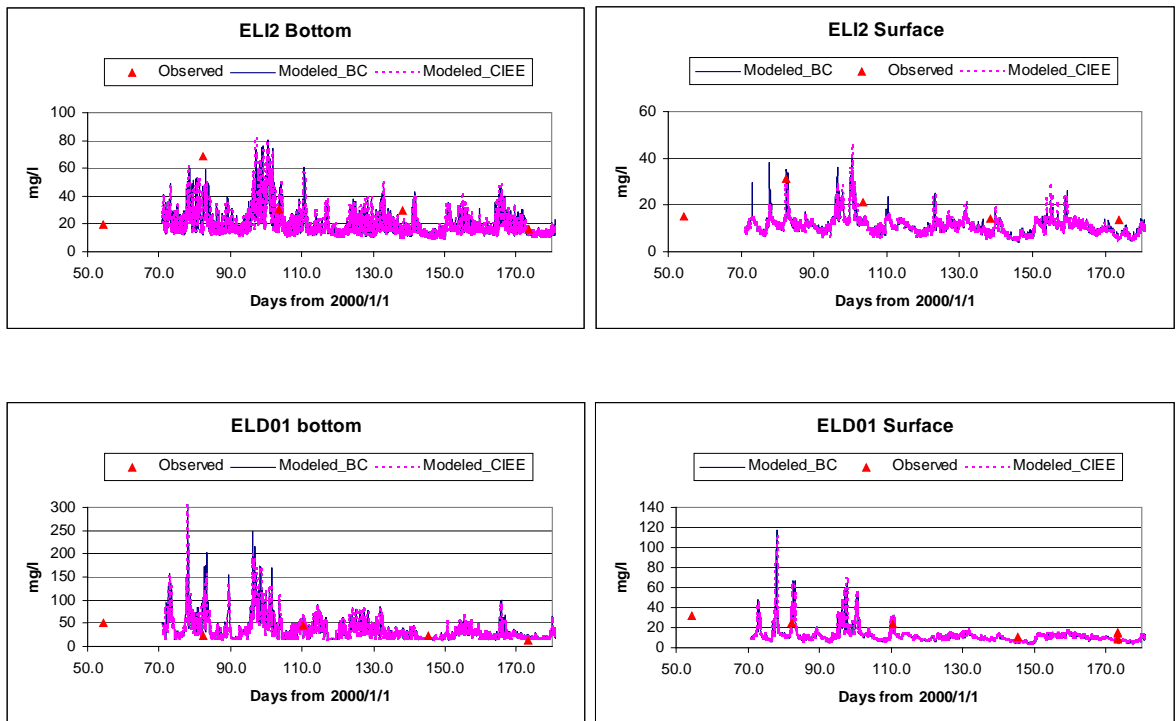 ELI2 Bottom
Observed Modeled_BC Modeled_CIEE
mg/l
100
80
60
40
20
0
50.0 70.0 90.0 110.0 130.0 150.0 170.0
Days from 2000/1/1
ELI2 Surface
Modeled_BC Observed Modeled_CIEE
mg/l
60
40
20
0
50.0 70.0 90.0 110.0 130.0 150.0 170.0
Days from 2000/1/1
ELD01 bottom
Observed Modeled_BC Modeled_CIEE
mg/l
300
250
200
150
100
50
0
50.0 70.0 90.0 110.0 130.0 150.0 170.0
Days from 2000/1/1
ELD01 Surface
Modeled_BC Observed Modeled_CIEE
mg/l
140
120
100
80
60
40
20
0
50.0 70.0 90.0 110.0 130.0 150.0 170.0
Days from 2000/1/1